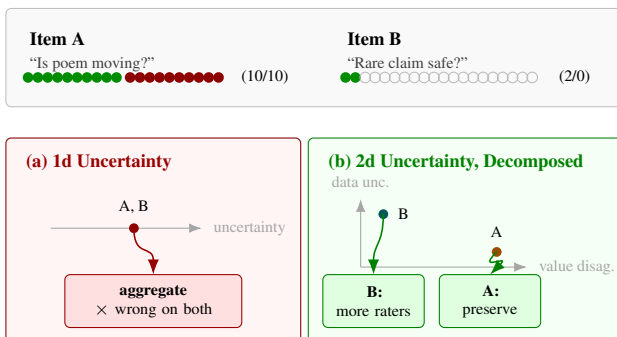 Item A
Item B
“Is poem moving?”
“Rare claim safe?”
(10/10)
(2/0)
(a) 1d Uncertainty
A, B
uncertainty
aggregate
× wrong on both
(b) 2d Uncertainty, Decomposed
data unc.
B
A
value disag.
B:
more raters
A:
preserve